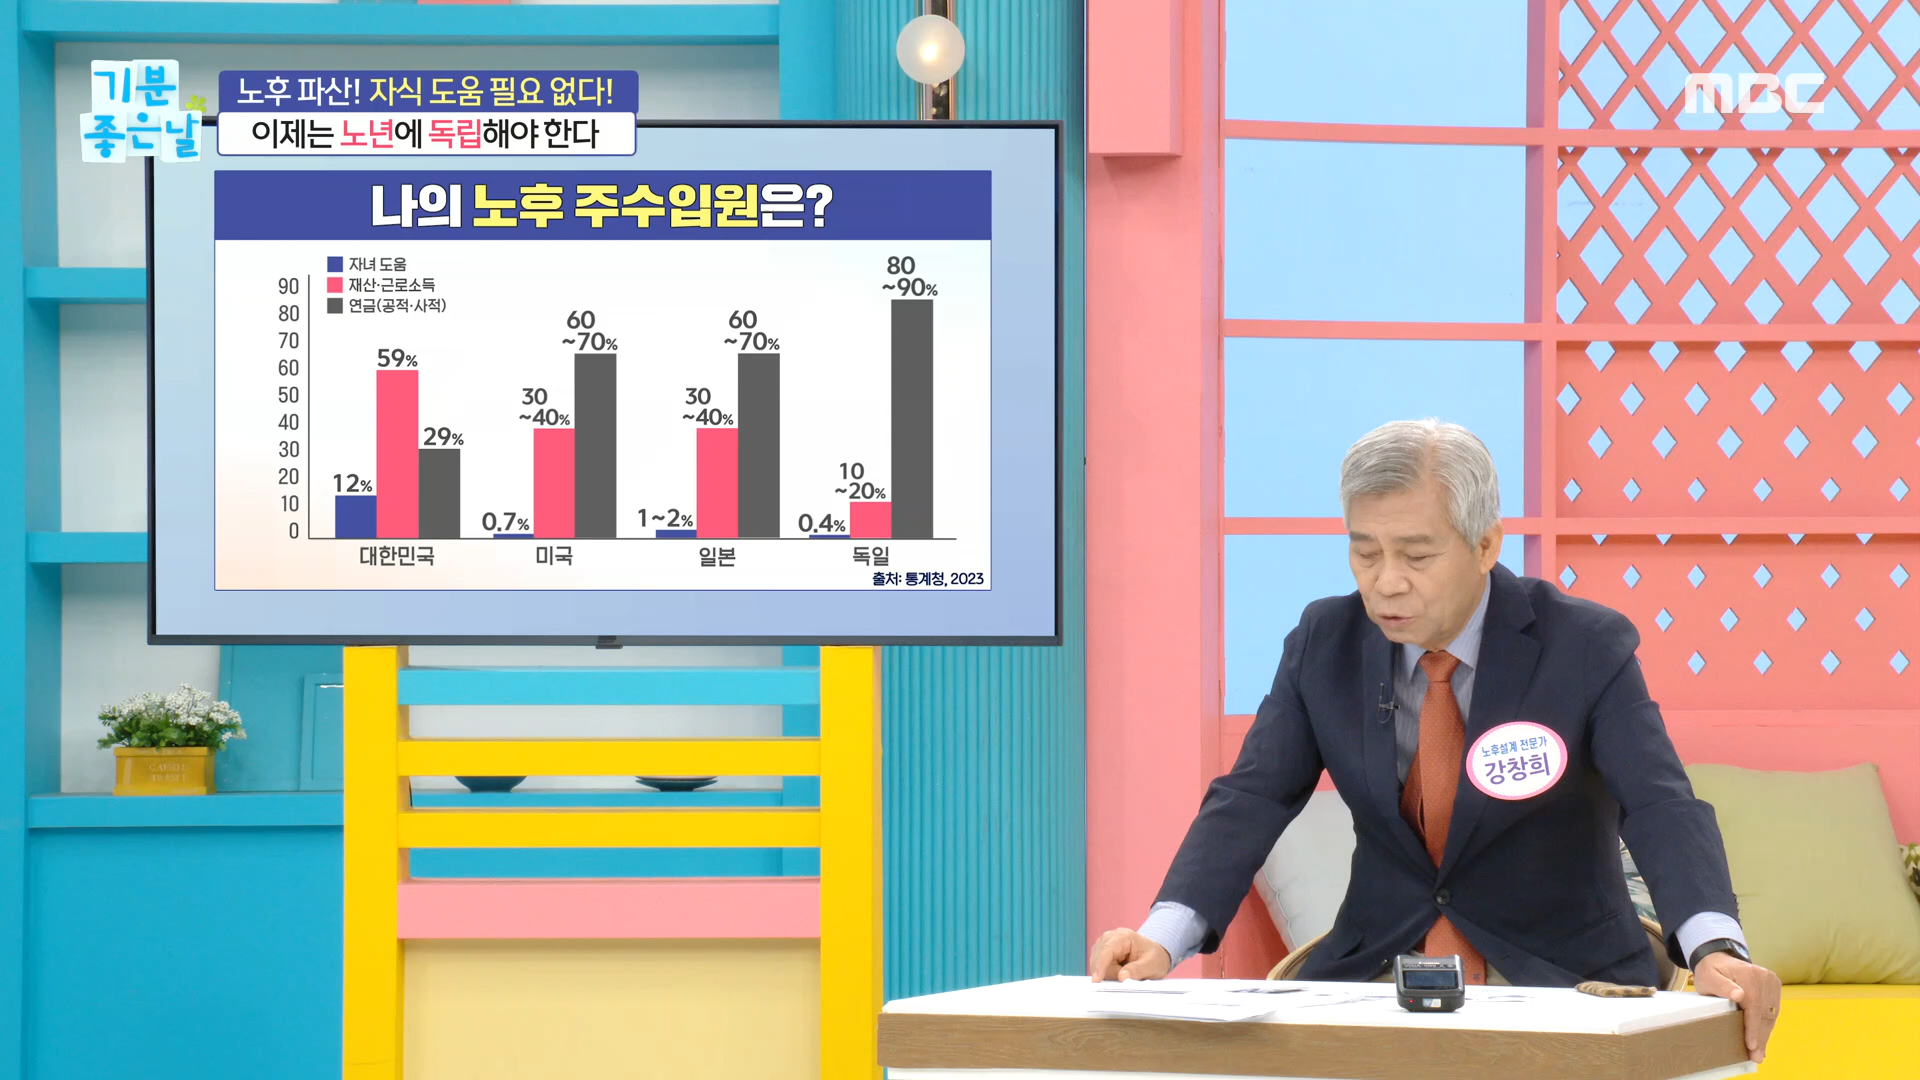 기분
좋은날
노후 파산! 자식 도움 필요 없다!
이제는 노년에 독립해야 한다
MBC
나의 노후 주수입원은?
자녀 도움
재산·근로소득
연금(공적·사적)
90
80
70
60
50
40
30
20
10
0
12%
59%
29%
0.7%
30
~40%
60
~70%
1~2%
30
~40%
60
~70%
0.4%
10
~20%
80
~90%
대한민국
미국
일본
독일
출처: 통계청, 2023
노후설계 전문가
강창희